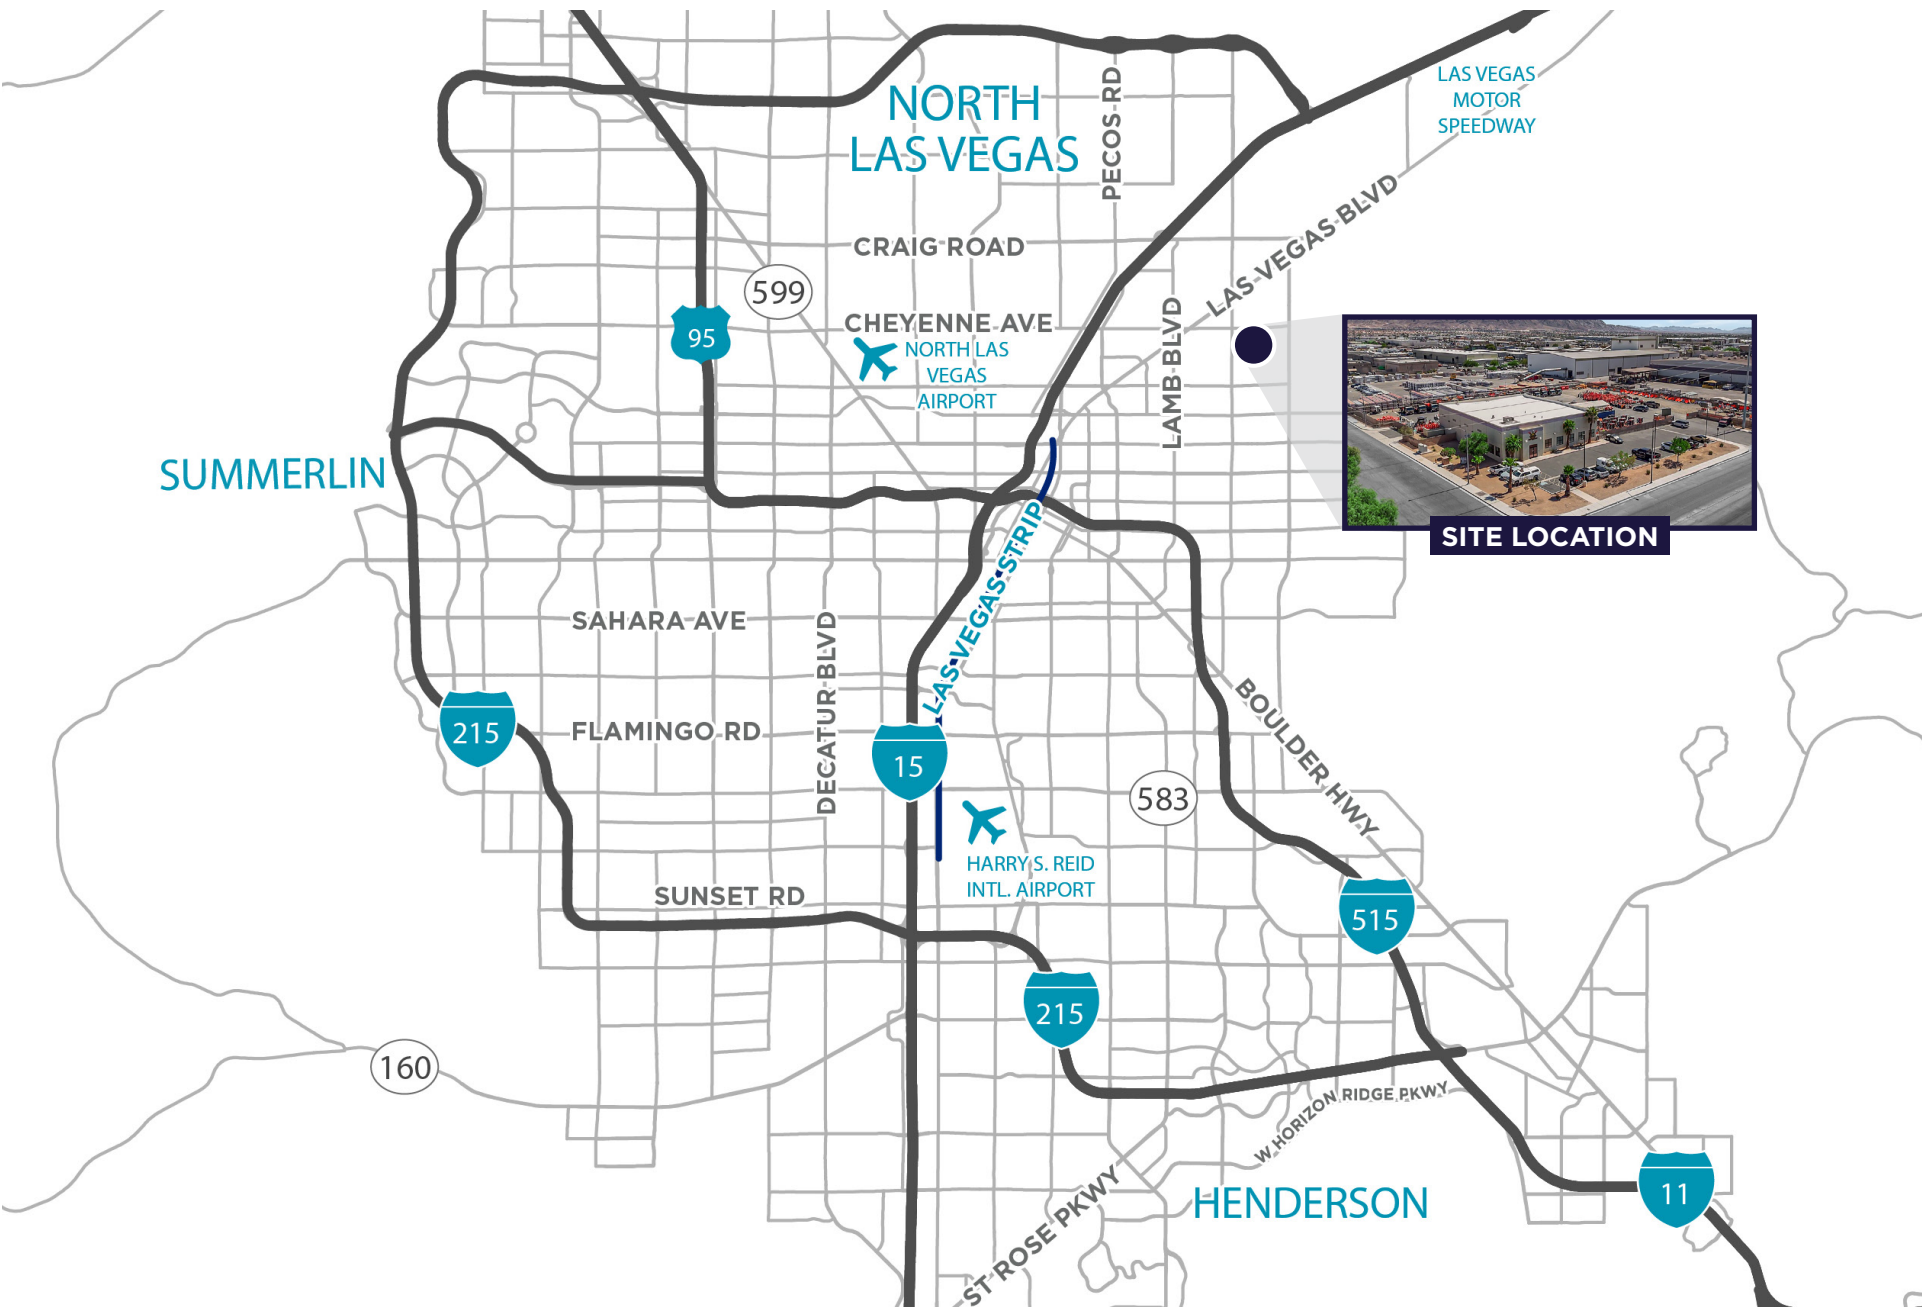 LAS VEGAS
MOTOR
SPEEDWAY
NORTH
LAS VEGAS
PECOS RD
LAS VEGAS BLVD
CRAIG ROAD
599
95
CHEYENNE AVE
NORTH LAS
VEGAS
AIRPORT
LAMB BLVD
SUMMERLIN
SITE LOCATION
LAS VEGAS STRIP
SAHARA AVE
DECATUR BLVD
FLAMINGO RD
215
15
BOULDER HWY
583
HARRY S. REID
INTL. AIRPORT
SUNSET RD
515
215
160
W HORIZON RIDGE PKWY
HENDERSON
11
ST ROSE PKWY